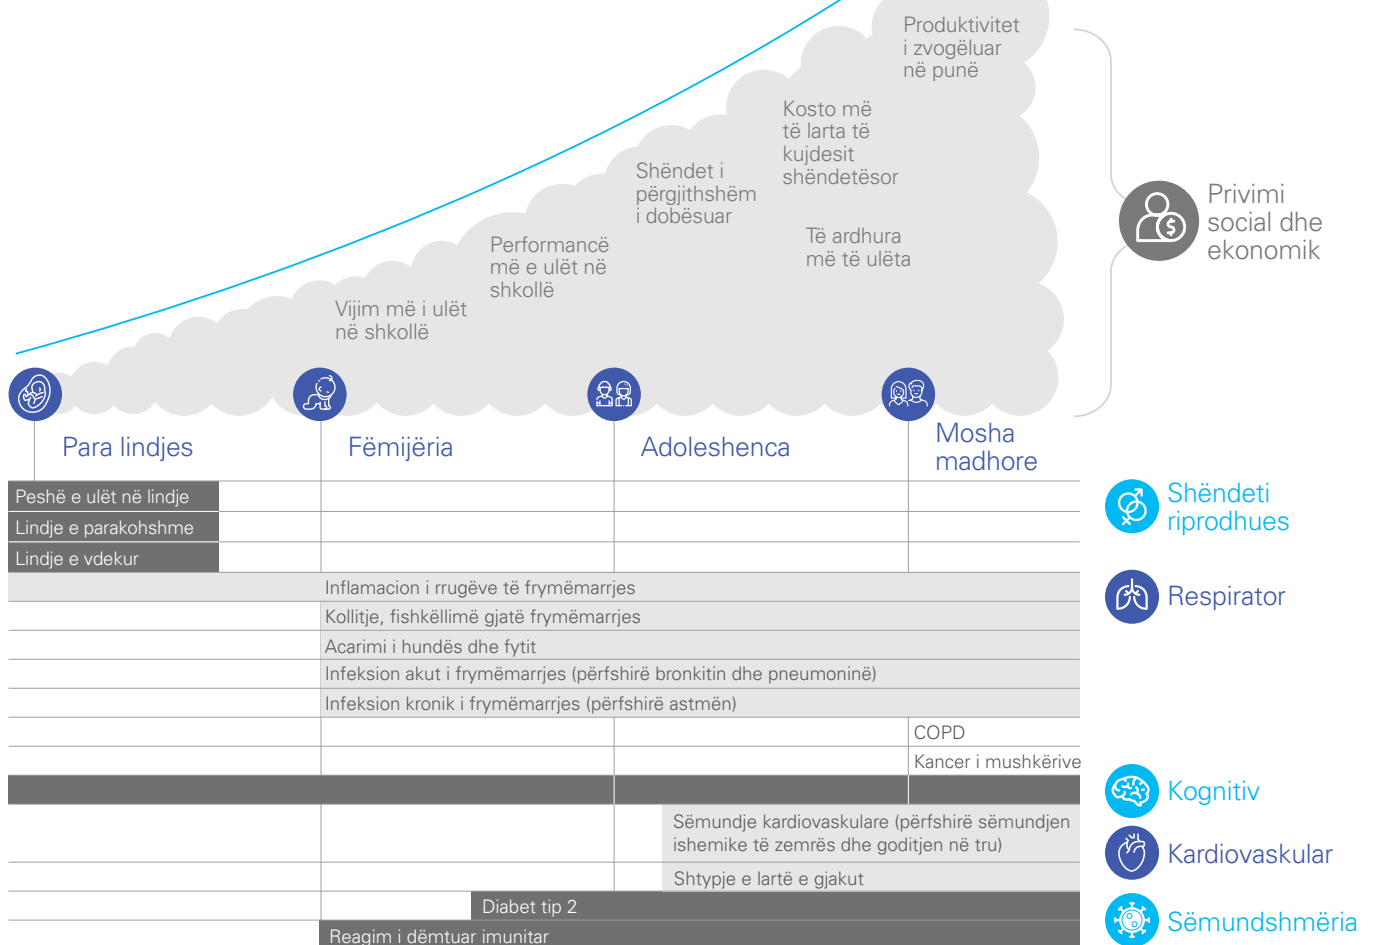 Produktivitet
i zvogëluar
në punë
Kosto më
të larta të
kujdesit
shëndetësor
Shëndet i
përgjithshëm
i dobësuar
Të ardhura
më të ulëta
Performancë
më e ulët në
shkollë
Vijim më i ulët
në shkollë
Privimi
social dhe
ekonomik
Para lindjes
Fëmijëria
Adoleshenca
Mosha
madhore
Peshë e ulët në lindje
Lindje e parakohshme
Lindje e vdekur
Shëndeti
riprodhues
Inflamacion i rrugëve të frymëmarrjes
Kollitje, fishkëllimë gjatë frymëmarrjes
Acarimi i hundës dhe fytit
Infeksion akut i frymëmarrjes (përfshirë bronkitin dhe pneumoninë)
Infeksion kronik i frymëmarrjes (përfshirë astmën)
COPD
Kancer i mushkërive
Respirator
Kognitiv
Sëmundje kardiovaskulare (përfshirë sëmundjen
ishemike të zemrës dhe goditjen në tru)
Shtypje e lartë e gjakut
Kardiovaskular
Diabet tip 2
Reagim i dëmtuar imunitar
Sëmundshmëria